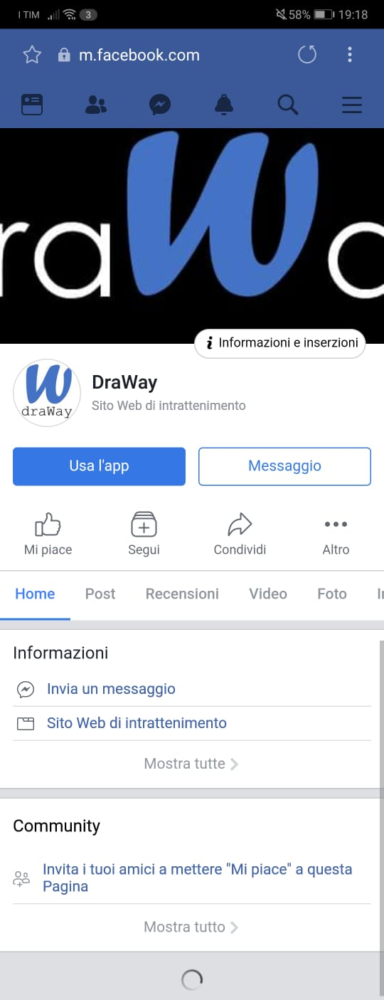 I TIM 3 58% 19:18
m.facebook.com
raWa
i Informazioni e inserzioni
W
draWay
DraWay
Sito Web di intrattenimento
Usa l'app Messaggio
Mi piace Segui Condividi Altro
Home Post Recensioni Video Foto I
Informazioni
Invia un messaggio
Sito Web di intrattenimento
Mostra tutte
Community
Invita i tuoi amici a mettere "Mi piace" a questa
Pagina
Mostra tutto